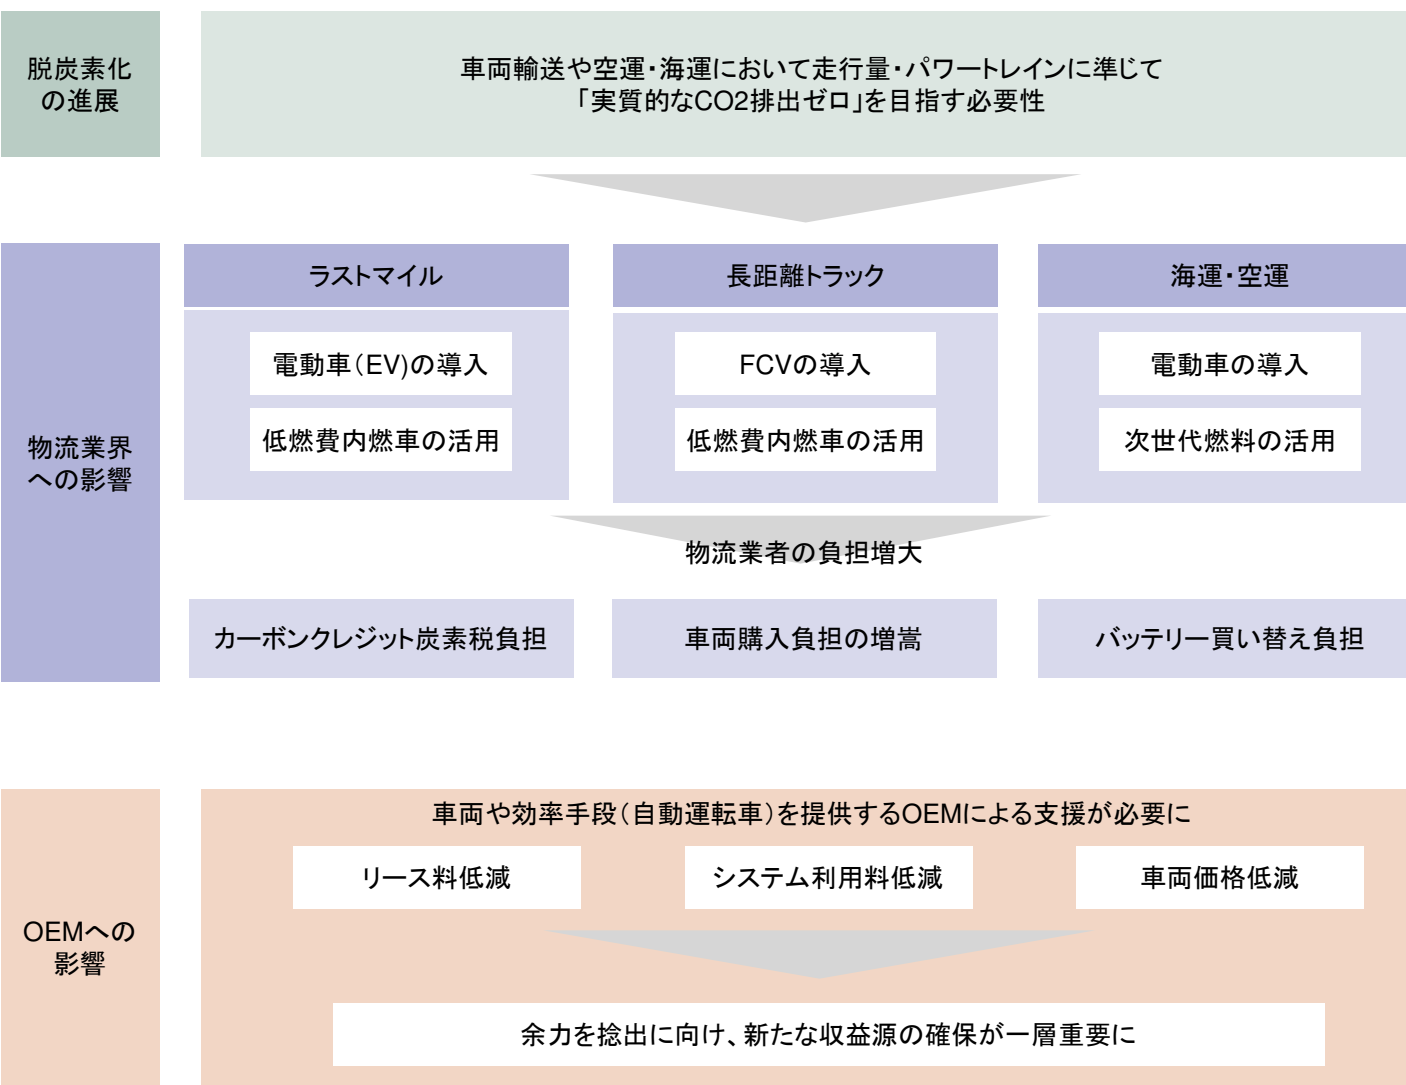 脱炭素化
の進展
車両輸送や空運・海運において走行量・パワートレインに準じて
「実質的なCO2排出ゼロ」を目指す必要性
物流業界
への影響
ラストマイル
長距離トラック
海運・空運
電動車（EV)の導入
FCVの導入
電動車の導入
低燃費内燃車の活用
低燃費内燃車の活用
次世代燃料の活用
物流業者の負担増大
カーボンクレジット炭素税負担
車両購入負担の増嵩
バッテリー買い替え負担
OEMへの
影響
車両や効率手段（自動運転車）を提供するOEMによる支援が必要に
リース料低減
システム利用料低減
車両価格低減
余力を捻出に向け、新たな収益源の確保が一層重要に